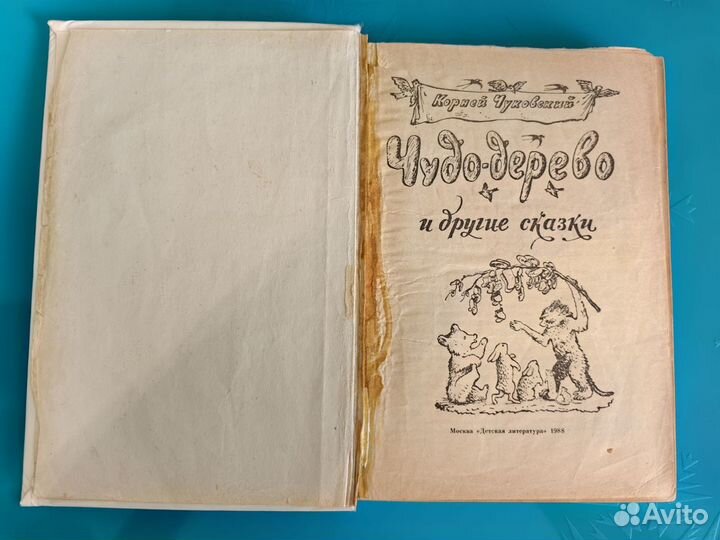 Корней Чуковский
Чудо-дерево
и другие сказки
Москва «Детская литература» 1988
Avito